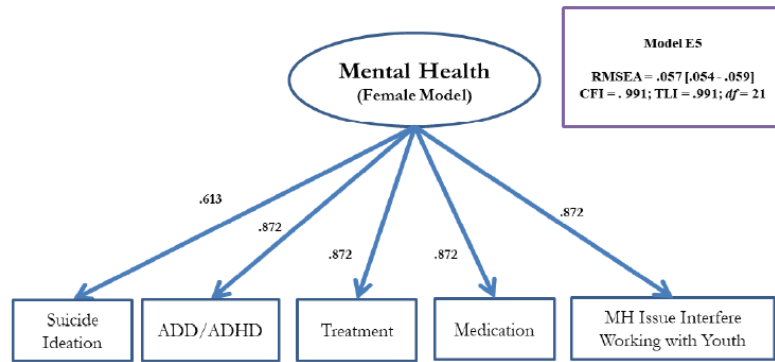 Mental Health
(Female Model)
Model E5
RMSEA = .057 [.054 - .059]
CFI = . 991; TLI = .991; df = 21
.613
.872
.872
.872
.872
Suicide
Ideation
ADD/ADHD
Treatment
Medication
MH Issue Interfere
Working with Youth